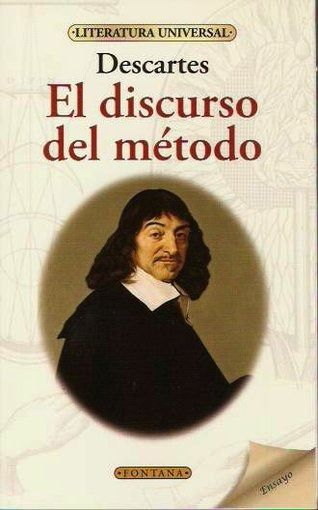 ·LITERATURA UNIVERSAL·
Descartes
El discurso
del método
·FONTANA·
Ensayo